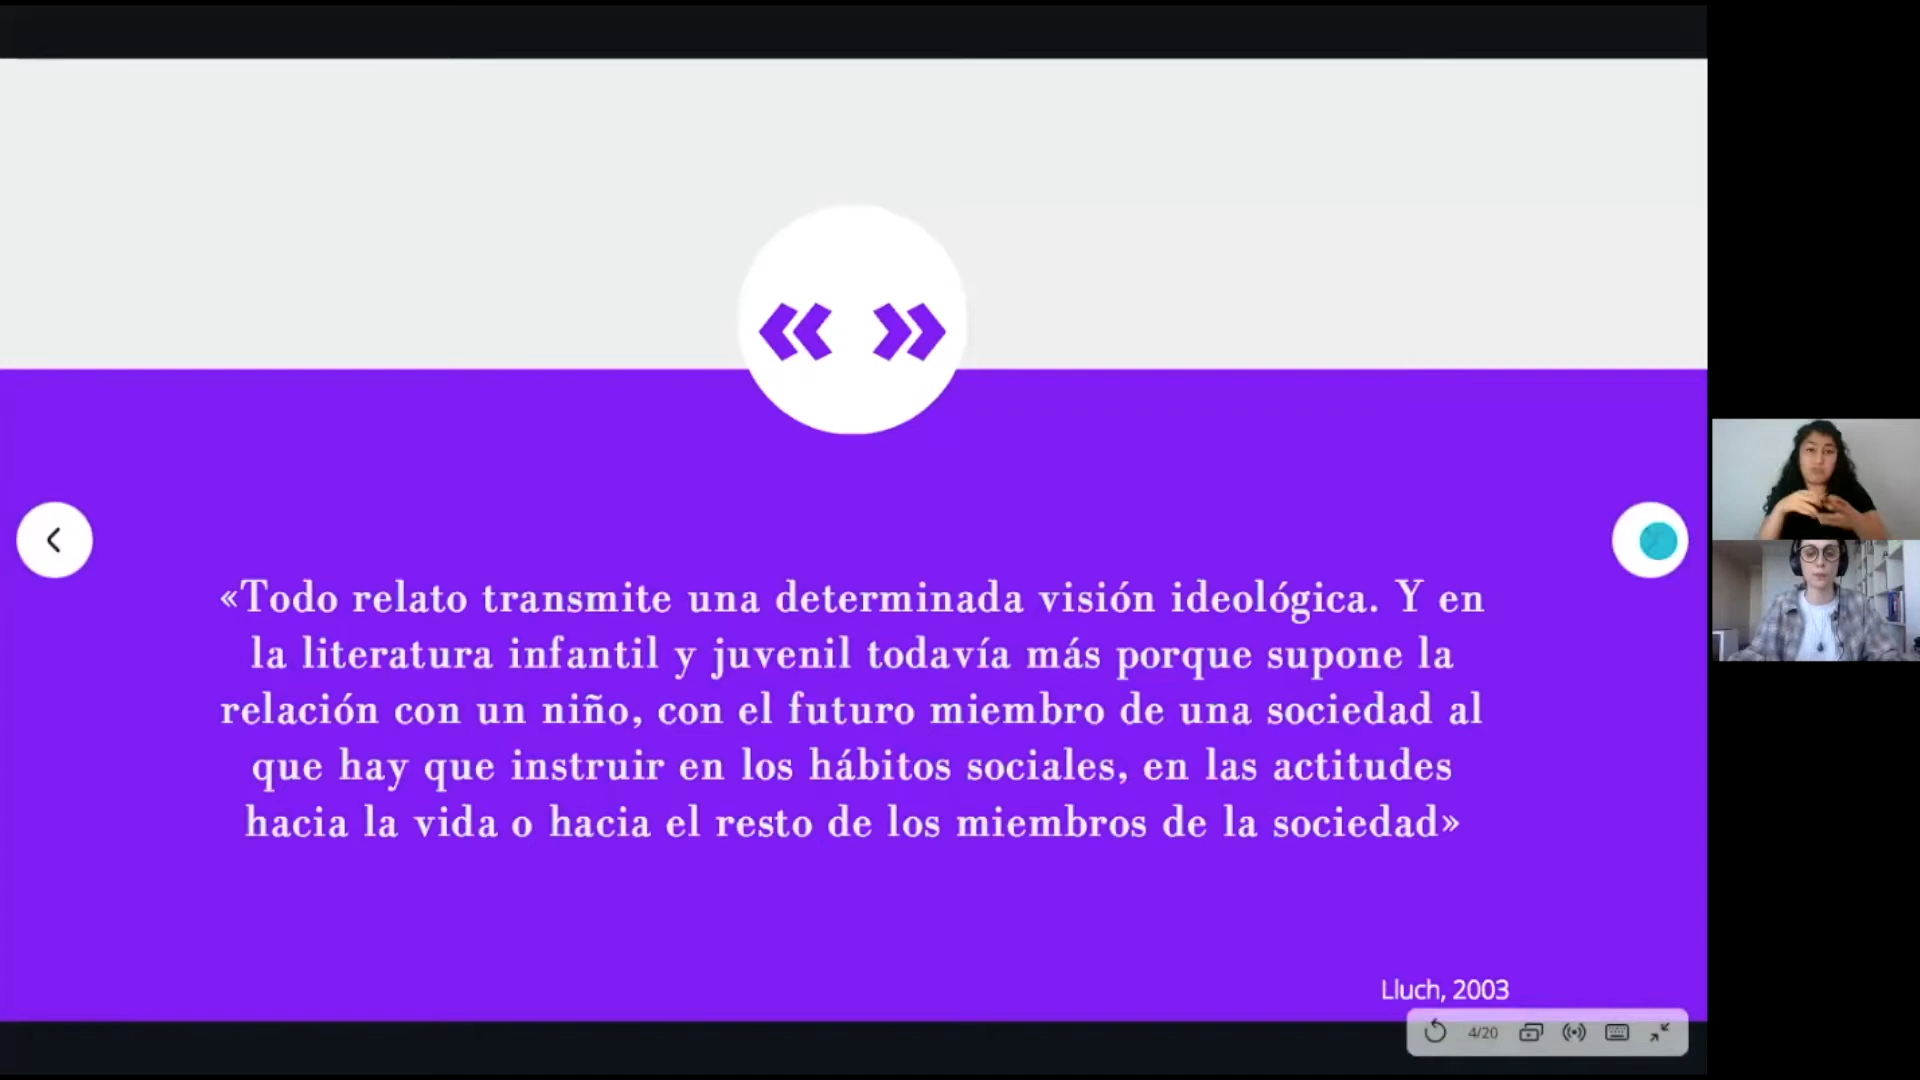 « »
«Todo relato transmite una determinada visión ideológica. Y en
la literatura infantil y juvenil todavía más porque supone la
relación con un niño, con el futuro miembro de una sociedad al
que hay que instruir en los hábitos sociales, en las actitudes
hacia la vida o hacia el resto de los miembros de la sociedad»
Lluch, 2003
4/20